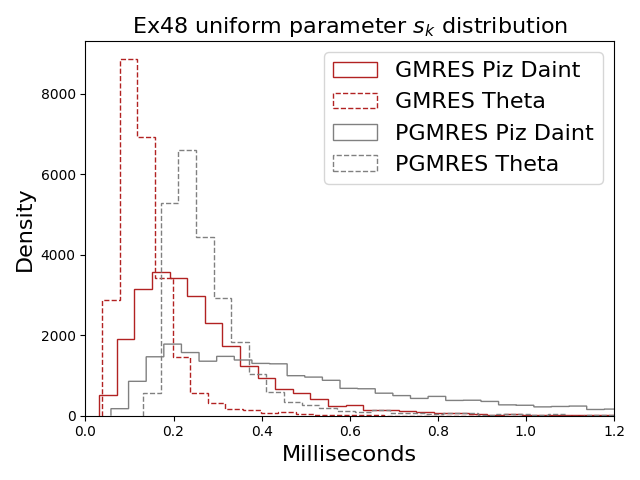 Ex48 uniform parameter $s_k$ distribution
GMRES Piz Daint
GMRES Theta
PGMRES Piz Daint
PGMRES Theta
Density
8000
6000
4000
2000
0
0.0 0.2 0.4 0.6 0.8 1.0 1.2
Milliseconds